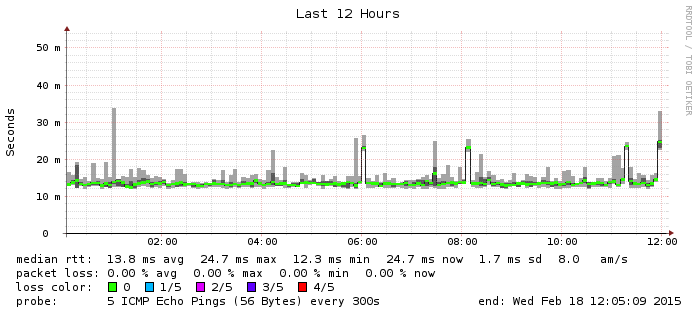 Last 12 Hours
RRDTOOL / TOBI OETIKER
Seconds
50 m
40 m
30 m
20 m
10 m
0
02:00 04:00 06:00 08:00 10:00 12:00
median rtt: 13.8 ms avg 24.7 ms max 12.3 ms min 24.7 ms now 1.7 ms sd 8.0 am/s
packet loss: 0.00 % avg 0.00 % max 0.00 % min 0.00 % now
loss color: 0 1/5 2/5 3/5 4/5
probe: 5 ICMP Echo Pings (56 Bytes) every 300s end: Wed Feb 18 12:05:09 2015